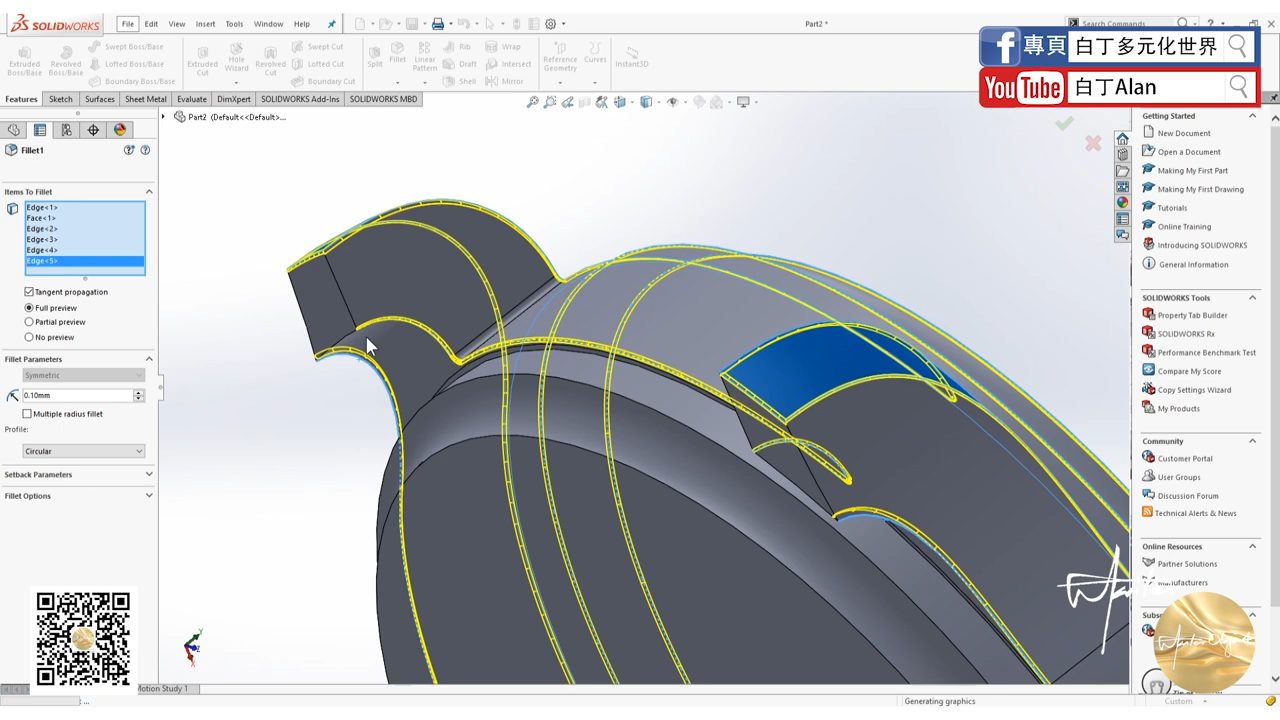 SOLIDWORKS
File Edit View Insert Tools Window Help
Part2 *
Search Commands
專頁 白丁多元化世界
YouTube 白丁Alan
Extruded Boss/Base
Revolved Boss/Base
Swept Boss/Base
Lofted Boss/Base
Boundary Boss/Base
Extruded Cut
Hole Wizard
Revolved Cut
Swept Cut
Lofted Cut
Boundary Cut
Split
Fillet
Linear Pattern
Rib
Draft
Shell
Wrap
Intersect
Mirror
Reference Geometry
Curves
Instant3D
Features Sketch Surfaces Sheet Metal Evaluate DimXpert SOLIDWORKS Add-Ins SOLIDWORKS MBD
Part2 (Default<<Default>...
Fillet1
Items To Fillet
Edge<1>
Face<1>
Edge<2>
Edge<3>
Edge<4>
Edge<5>
Tangent propagation
Full preview
Partial preview
No preview
Fillet Parameters
Symmetric
0.10mm
Multiple radius fillet
Profile:
Circular
Setback Parameters
Fillet Options
Getting Started
New Document
Open a Document
Making My First Part
Making My First Drawing
Tutorials
Online Training
Introducing SOLIDWORKS
General Information
SOLIDWORKS Tools
Property Tab Builder
SOLIDWORKS Rx
Performance Benchmark Test
Compare My Score
Copy Settings Wizard
My Products
Community
Customer Portal
User Groups
Discussion Forum
Technical Alerts & News
Online Resources
Partner Solutions
Manufacturers
Motion Study 1
Generating graphics
Custom